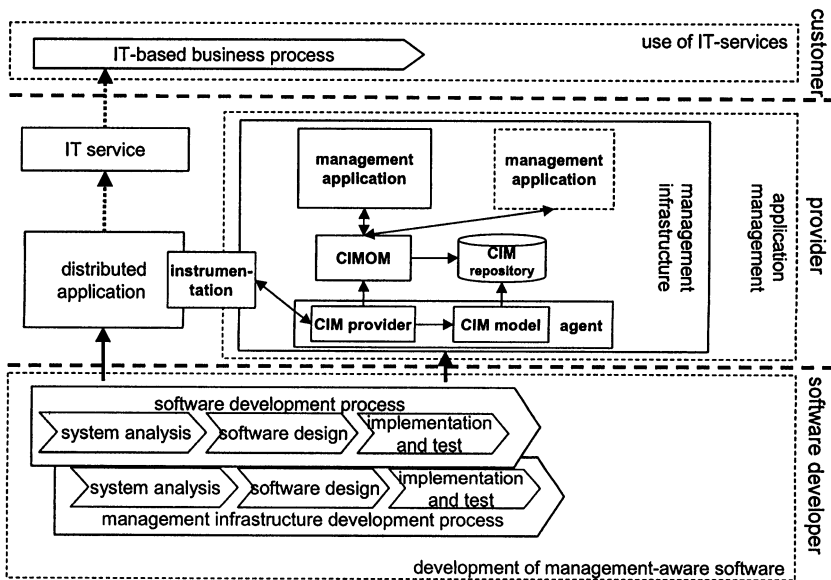 IT-based business process
use of IT-services
customer
IT service
management
application
management
application
management
infrastructure
application
management
provider
distributed
application
instrumen-
tation
CIMOM
CIM
repository
CIM provider
CIM model
agent
software development process
system analysis
software design
implementation
and test
system analysis
software design
implementation
and test
management infrastructure development process
development of management-aware software
software developer